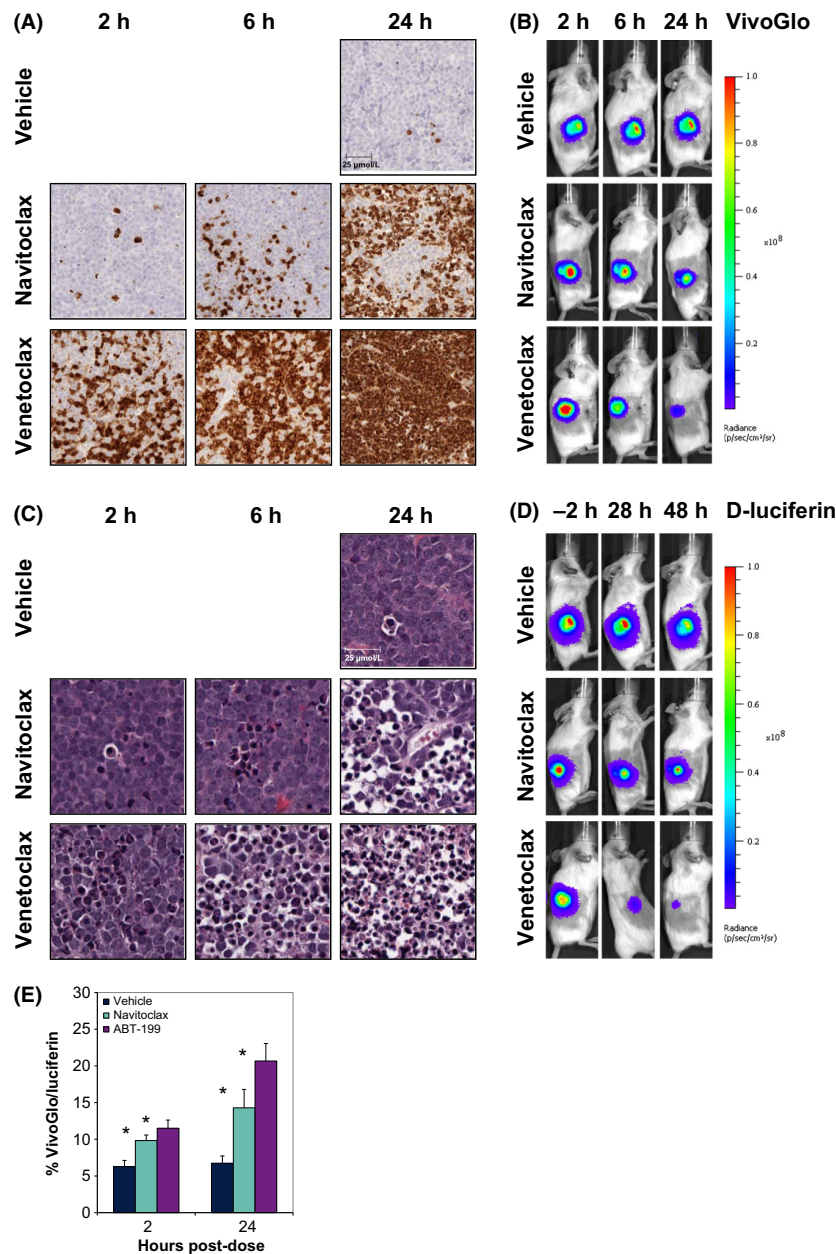 (A)
2 h 6 h 24 h
Vehicle
25 µmol/L
Navitoclax
Venetoclax
(B)
2 h 6 h 24 h VivoGlo
Vehicle
Navitoclax
Venetoclax
1.0
0.8
0.6
×10⁸
0.4
0.2
Radiance
(p/sec/cm²/sr)
(C)
2 h 6 h 24 h
Vehicle
25 µmol/L
Navitoclax
Venetoclax
(D)
–2 h 28 h 48 h D-luciferin
Vehicle
Navitoclax
Venetoclax
1.0
0.8
0.6
×10⁸
0.4
0.2
Radiance
(p/sec/cm²/sr)
(E)
% VivoGlo/luciferin
30
25
20
15
10
5
0
Vehicle
Navitoclax
ABT-199
* * * *
2 24
Hours post-dose